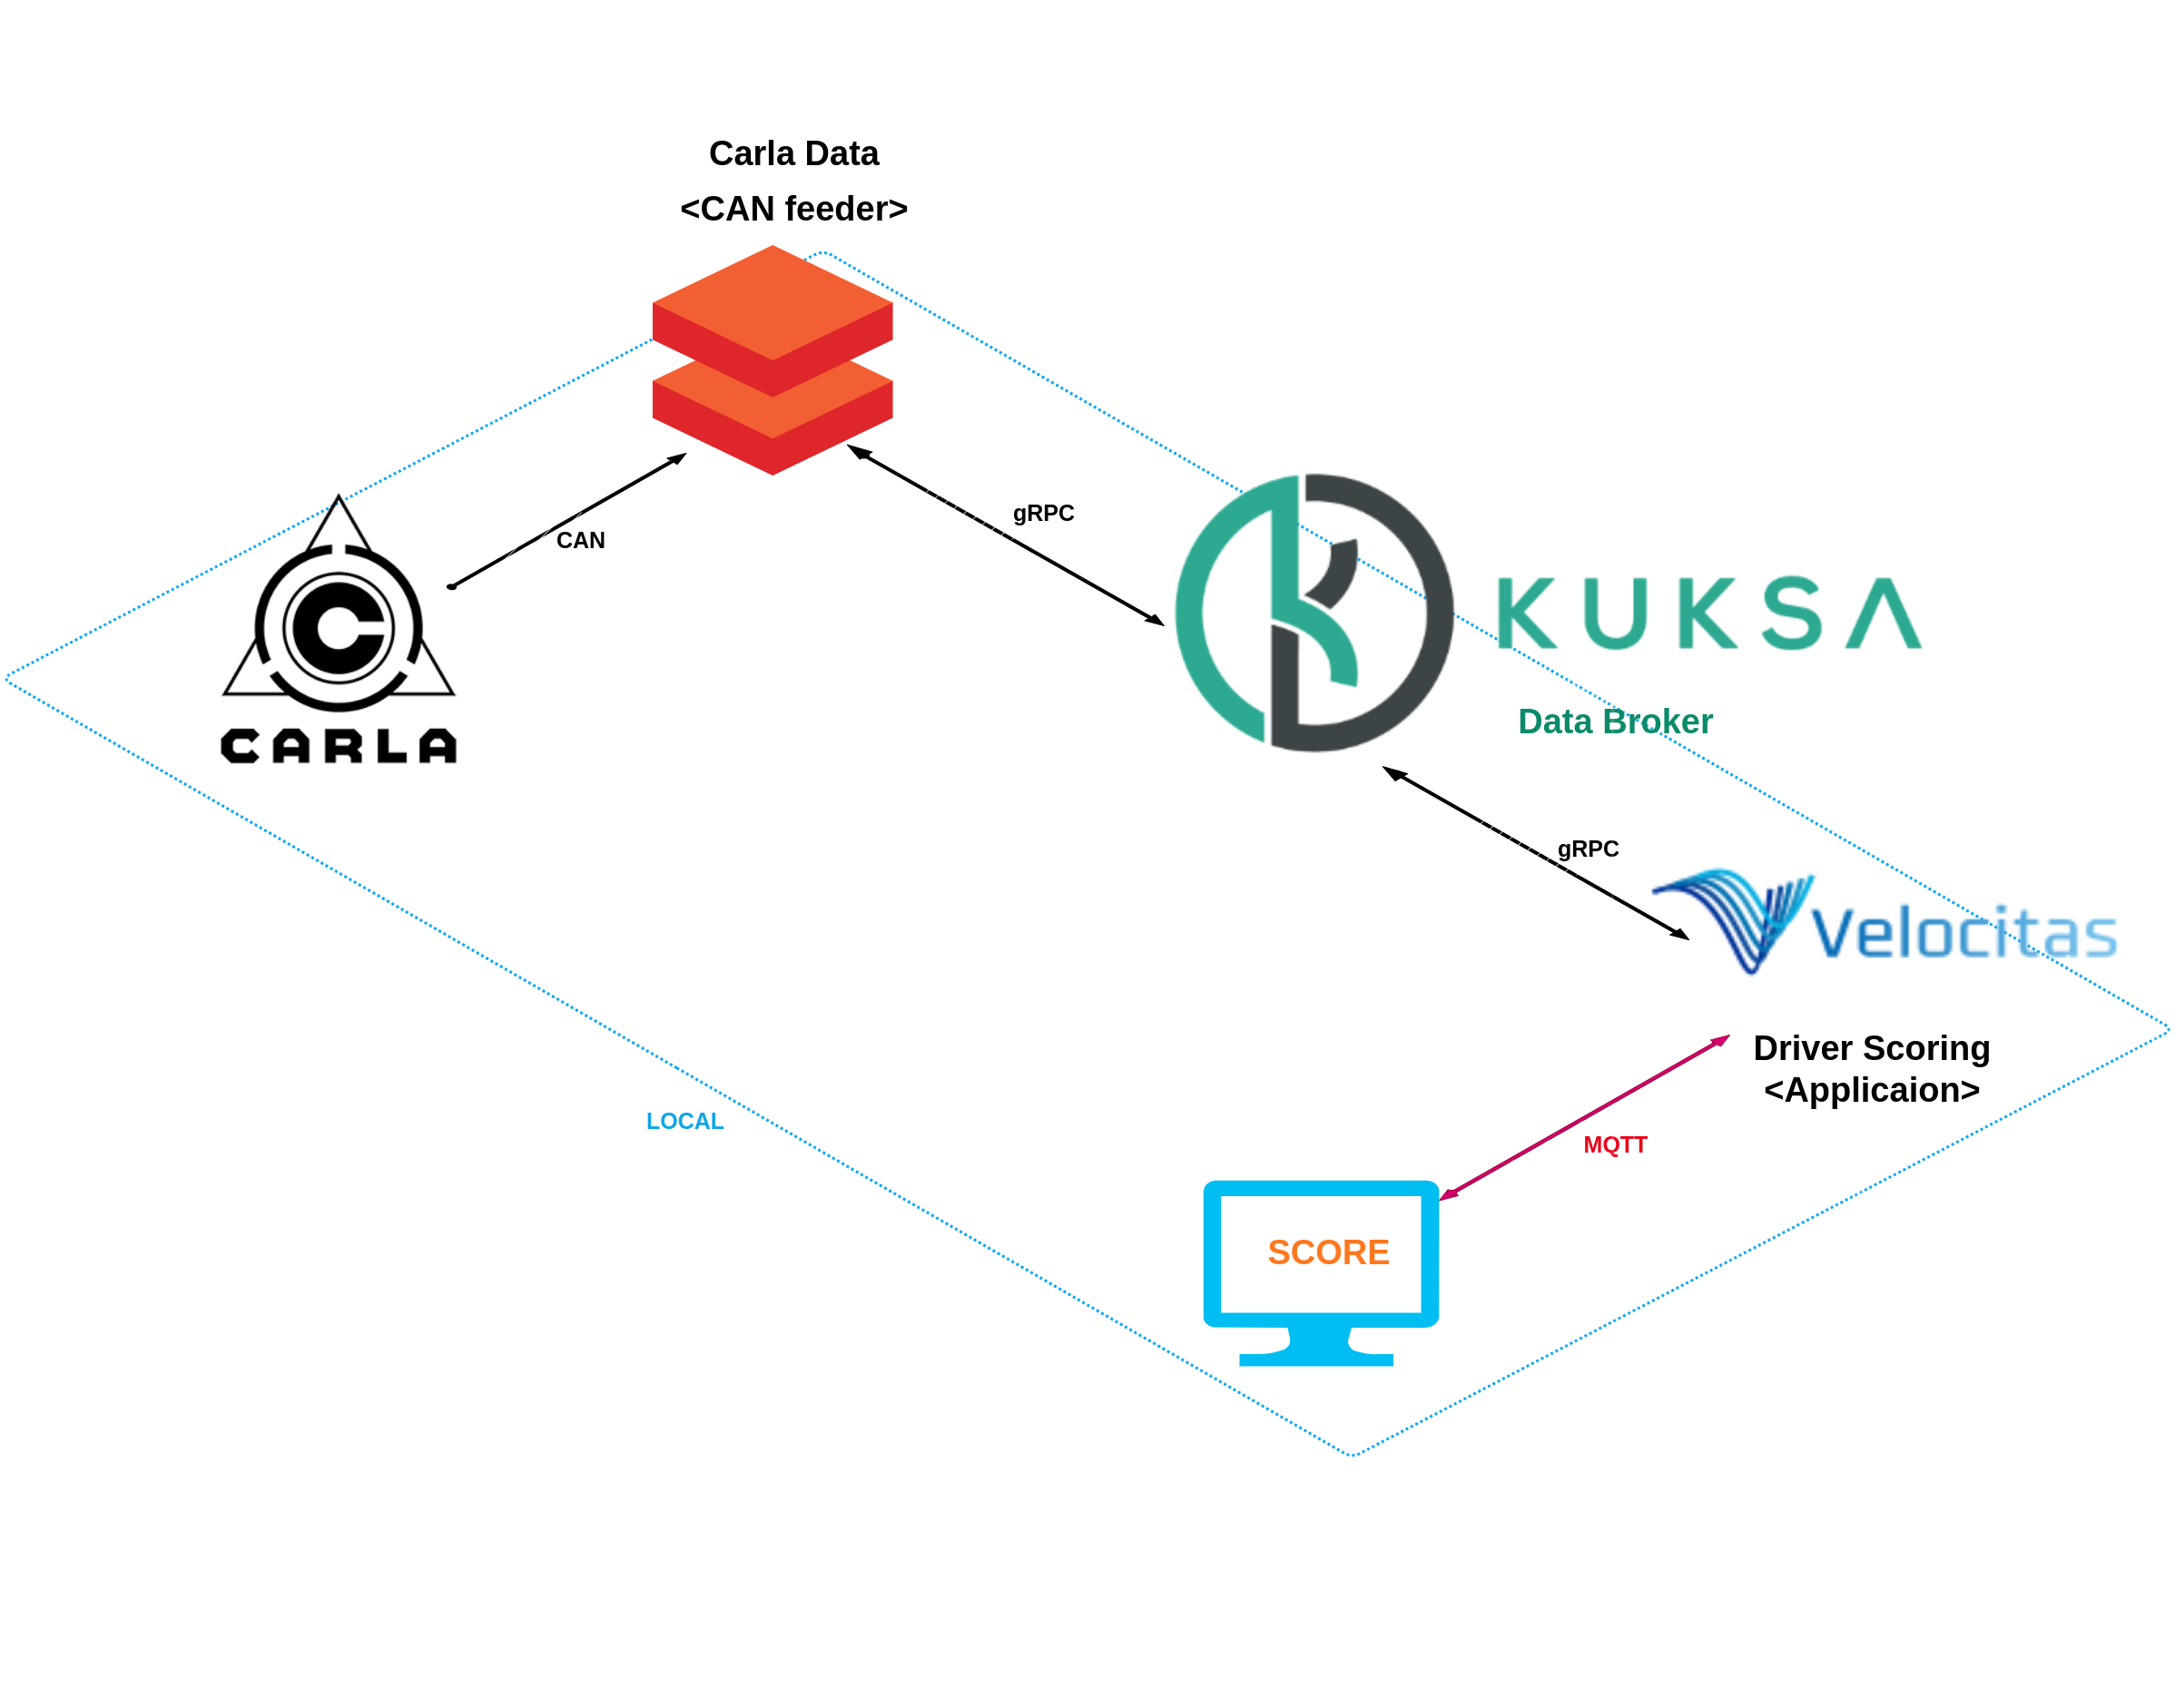 Carla Data
<CAN feeder>
CAN
gRPC
CARLA
KUKSA
Data Broker
gRPC
Velocitas
Driver Scoring
<Applicaion>
LOCAL
MQTT
SCORE